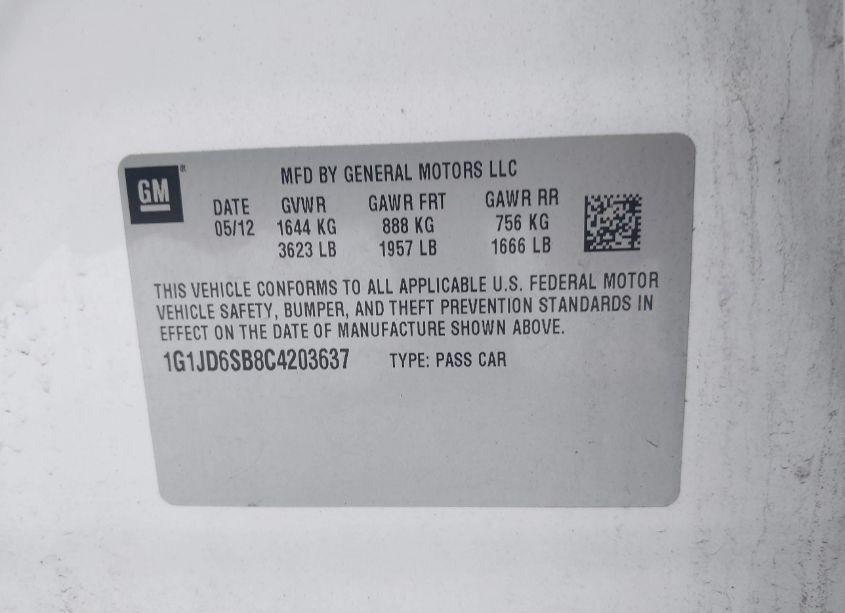 GM®
MFD BY GENERAL MOTORS LLC
DATE GVWR GAWR FRT GAWR RR
05/12 1644 KG 888 KG 756 KG
3623 LB 1957 LB 1666 LB
THIS VEHICLE CONFORMS TO ALL APPLICABLE U.S. FEDERAL MOTOR
VEHICLE SAFETY, BUMPER, AND THEFT PREVENTION STANDARDS IN
EFFECT ON THE DATE OF MANUFACTURE SHOWN ABOVE.
1G1JD6SB8C4203637 TYPE: PASS CAR